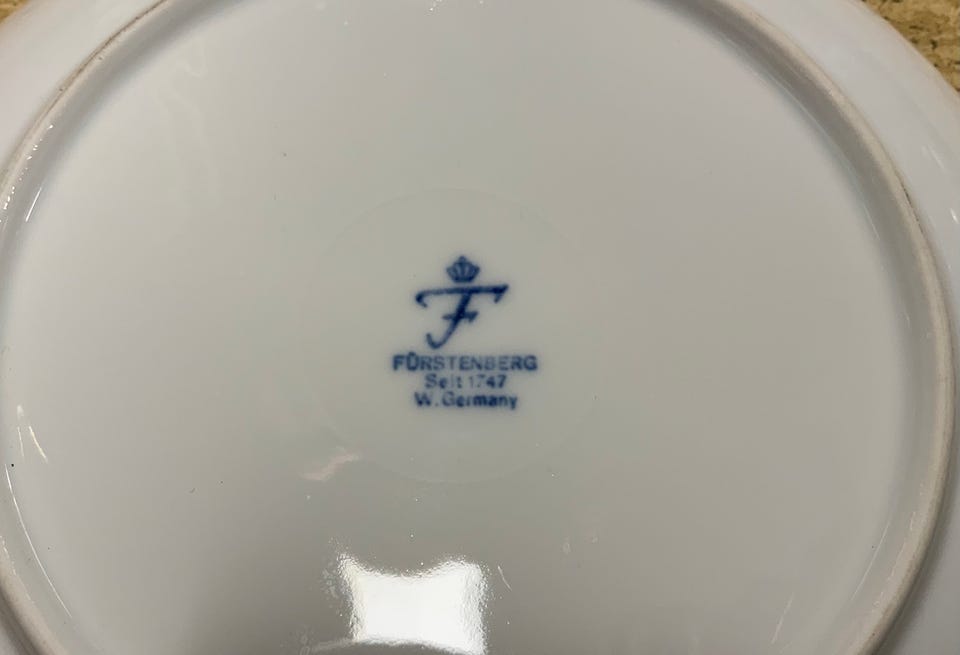 F
FÜRSTENBERG
Seit 1747
W. Germany